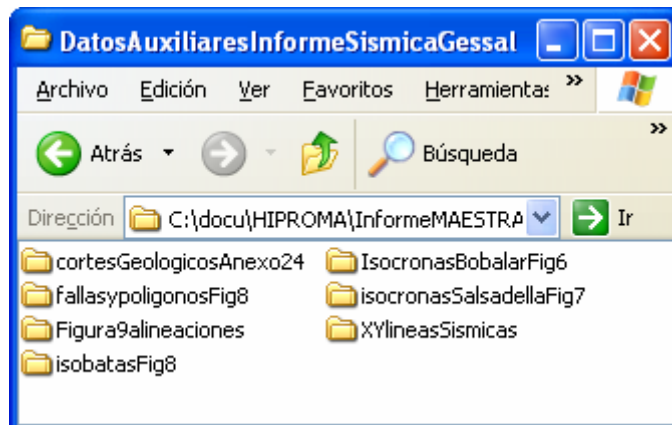 DatosAuxiliaresInformeSismicaGessal
Archivo Edición Ver Favoritos Herramientas »
Atrás Búsqueda »
Dirección C:\docu\HIPROMA\InformeMAESTRA Ir
cortesGeologicosAnexo24 IsocronasBobalarFig6
fallasypoligonosFig8 isocronasSalsadellaFig7
Figura9alineaciones XYlineasSismicas
isobatasFig8